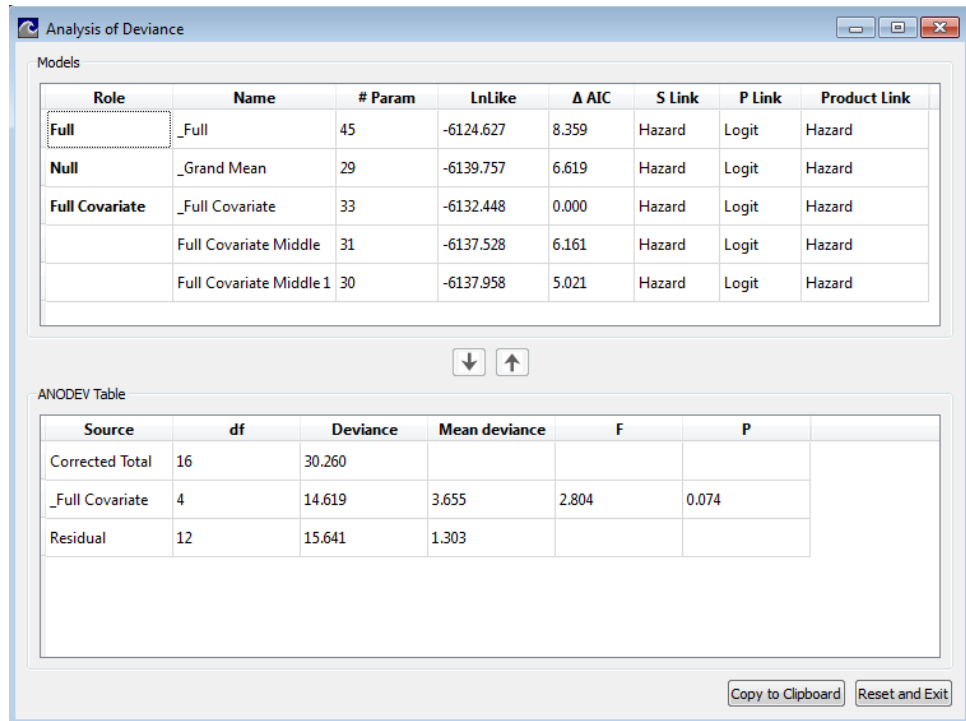 Analysis of Deviance
Models
Role Name # Param LnLike Δ AIC S Link P Link Product Link
Full _Full 45 -6124.627 8.359 Hazard Logit Hazard
Null _Grand Mean 29 -6139.757 6.619 Hazard Logit Hazard
Full Covariate _Full Covariate 33 -6132.448 0.000 Hazard Logit Hazard
Full Covariate Middle 31 -6137.528 6.161 Hazard Logit Hazard
Full Covariate Middle 1 30 -6137.958 5.021 Hazard Logit Hazard
ANODEV Table
Source df Deviance Mean deviance F P
Corrected Total 16 30.260
_Full Covariate 4 14.619 3.655 2.804 0.074
Residual 12 15.641 1.303
Copy to Clipboard Reset and Exit